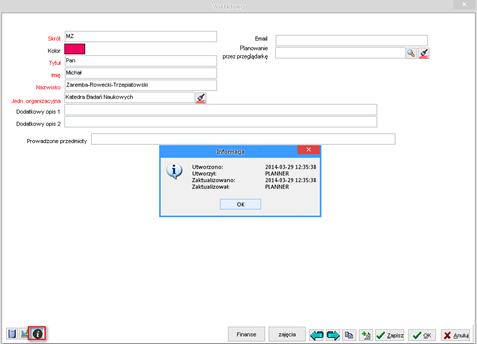 Skrót MZ
Email
Kolor
Planowanie
przez przeglądarkę
Tytuł Pan
Imię Michał
Nazwisko Zaremba-Rowecki-Trzepiatowski
Jedn. organizacyjna Katedra Badań Naukowych
Dodatkowy opis 1
Dodatkowy opis 2
Prowadzone przedmioty
Informacja
Utworzono: 2014-03-29 12:35:38
Utworzył: PLANNER
Zaktualizowano: 2014-03-29 12:35:38
Zaktualizował: PLANNER
OK
Finanse zajęcia Zapisz OK Anuluj